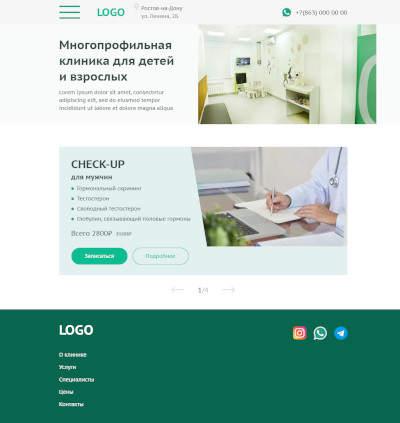 LOGO
Ростов-на-Дону
ул. Ленина, 2Б
+7(863) 000 00 00
Многопрофильная
клиника для детей
и взрослых
Lorem ipsum dolor sit amet, consectetur
adipiscing elit, sed do eiusmod tempor
incididunt ut labore et dolore magna aliqua
CHECK-UP
для мужчин
Гормональный скрининг
Тестостерон
Свободный тестостерон
Глобулин, связывающий половые гормоны
Всего 2800₽
Записаться
Подробнее
1/4
LOGO
О клинике
Услуги
Специалисты
Цены
Контакты